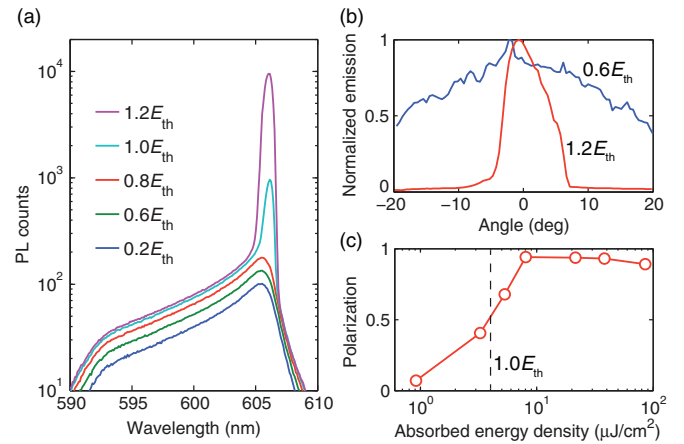 (a)
PL counts
10^4
10^3
10^2
10^1
1.2E_th
1.0E_th
0.8E_th
0.6E_th
0.2E_th
590 595 600 605 610
Wavelength (nm)
(b)
Normalized emission
1
0.5
0
0.6E_th
1.2E_th
−20 −10 0 10 20
Angle (deg)
(c)
Polarization
1
0.5
0
1.0E_th
10^0 10^1 10^2
Absorbed energy density (μJ/cm^2)